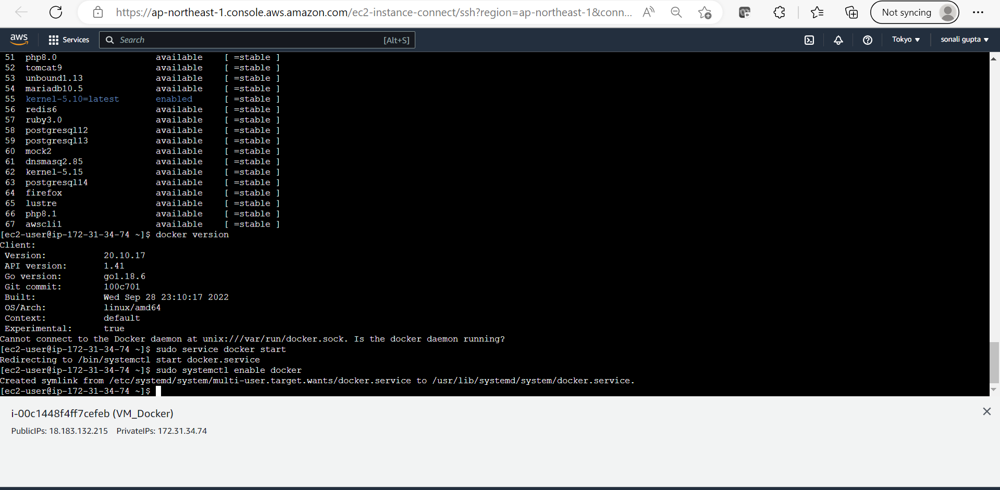 https://ap-northeast-1.console.aws.amazon.com/ec2-instance-connect/ssh?region=ap-northeast-1&conn...
Not syncing
aws
Services
Search
[Alt+S]
Tokyo
sonali gupta
51 php8.0 available [ =stable ]
52 tomcat9 available [ =stable ]
53 unbound1.13 available [ =stable ]
54 mariadb10.5 available [ =stable ]
55 kernel-5.10=latest enabled [ =stable ]
56 redis6 available [ =stable ]
57 ruby3.0 available [ =stable ]
58 postgresql12 available [ =stable ]
59 postgresql13 available [ =stable ]
60 mock2 available [ =stable ]
61 dnsmasq2.85 available [ =stable ]
62 kernel-5.15 available [ =stable ]
63 postgresql14 available [ =stable ]
64 firefox available [ =stable ]
65 lustre available [ =stable ]
66 php8.1 available [ =stable ]
67 awscli1 available [ =stable ]
[ec2-user@ip-172-31-34-74 ~]$ docker version
Client:
Version: 20.10.17
API version: 1.41
Go version: go1.18.6
Git commit: 100c701
Built: Wed Sep 28 23:10:17 2022
OS/Arch: linux/amd64
Context: default
Experimental: true
Cannot connect to the Docker daemon at unix:///var/run/docker.sock. Is the docker daemon running?
[ec2-user@ip-172-31-34-74 ~]$ sudo service docker start
Redirecting to /bin/systemctl start docker.service
[ec2-user@ip-172-31-34-74 ~]$ sudo systemctl enable docker
Created symlink from /etc/systemd/system/multi-user.target.wants/docker.service to /usr/lib/systemd/system/docker.service.
[ec2-user@ip-172-31-34-74 ~]$
i-00c1448f4ff7cefeb (VM_Docker)
PublicIPs: 18.183.132.215 PrivateIPs: 172.31.34.74